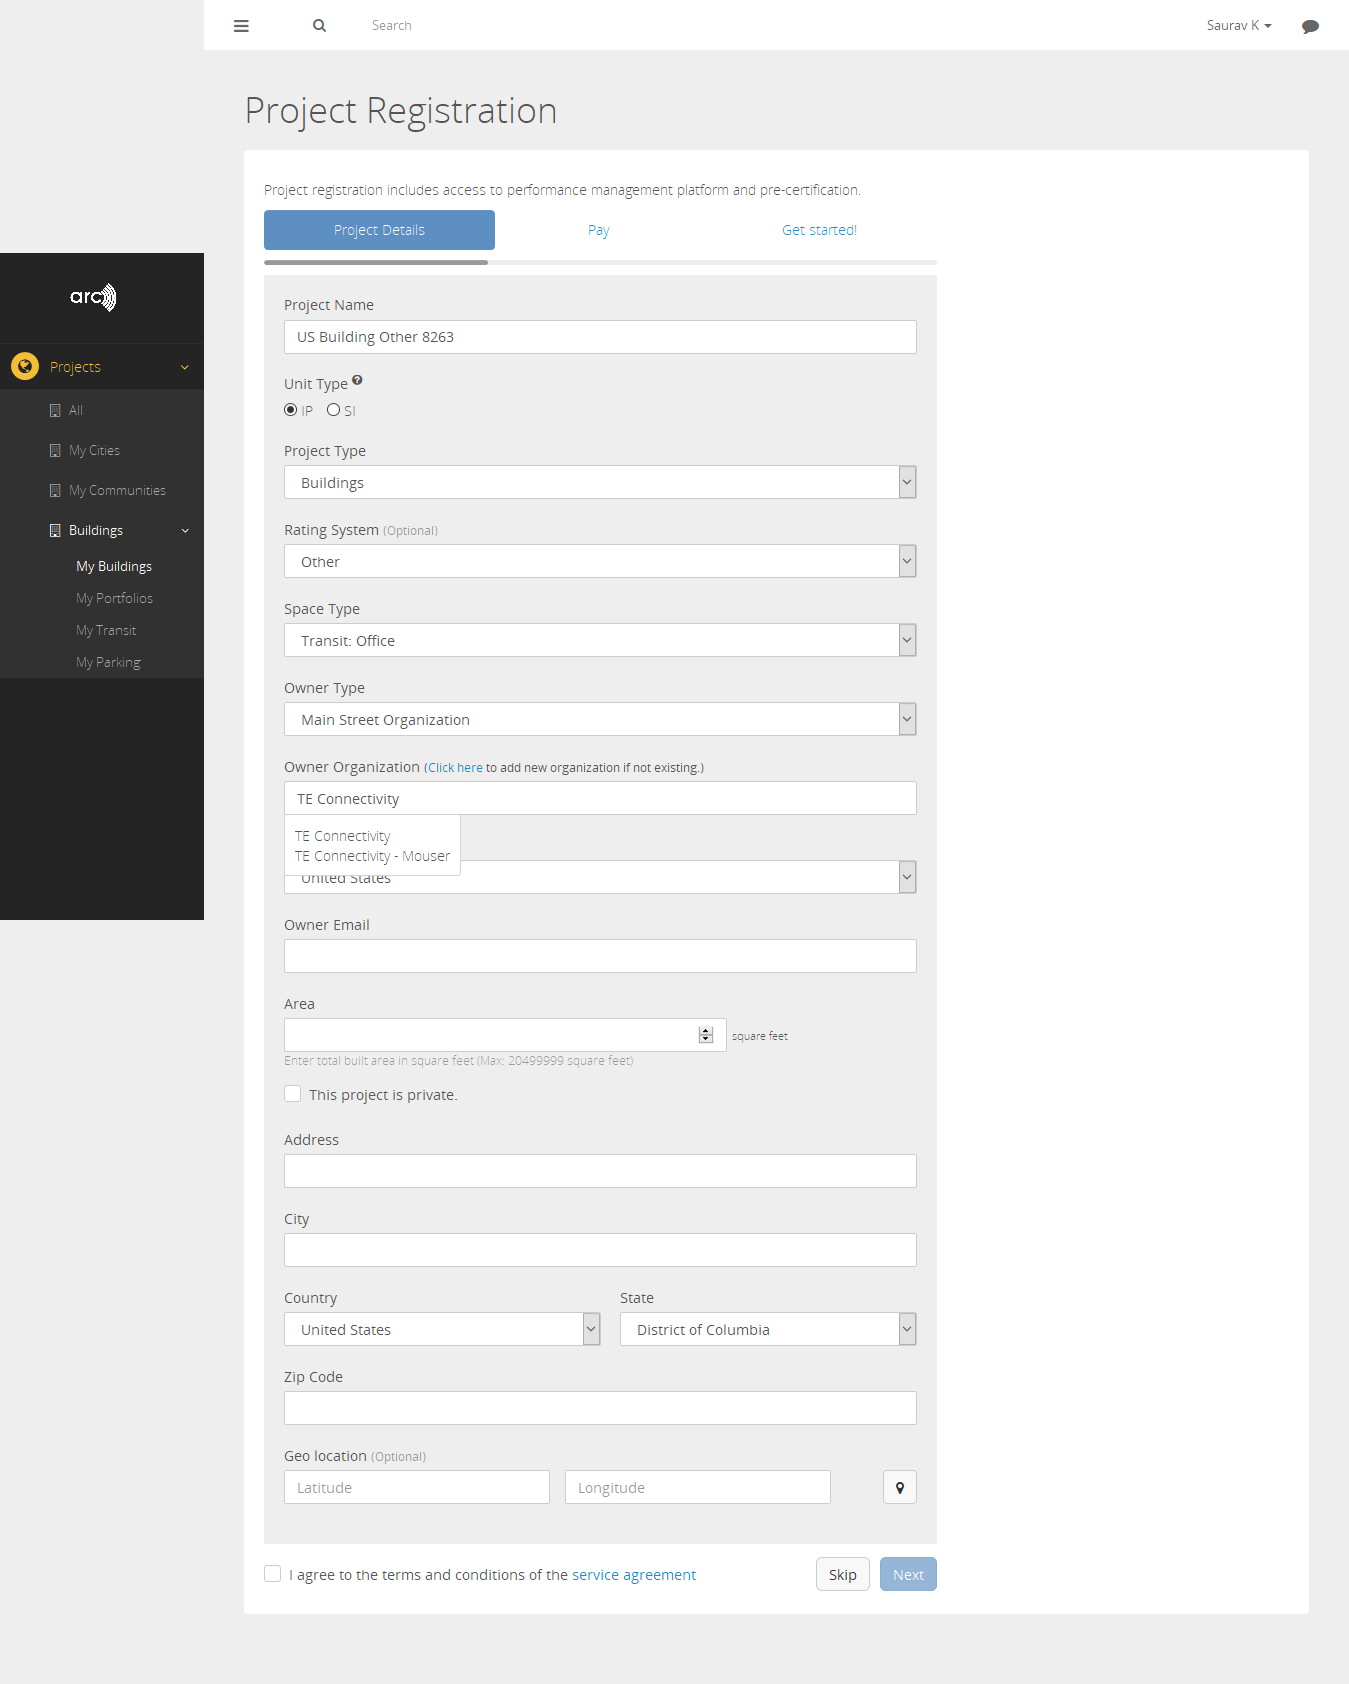 Search
Saurav K
Project Registration
Project registration includes access to performance management platform and pre-certification.
Project Details
Pay
Get started!
arc
Projects
All
My Cities
My Communities
Buildings
My Buildings
My Portfolios
My Transit
My Parking
Project Name
US Building Other 8263
Unit Type
IP
SI
Project Type
Buildings
Rating System (Optional)
Other
Space Type
Transit: Office
Owner Type
Main Street Organization
Owner Organization (Click here to add new organization if not existing.)
TE Connectivity
TE Connectivity
TE Connectivity - Mouser
United States
Owner Email
Area
square feet
Enter total built area in square feet (Max: 20499999 square feet)
This project is private.
Address
City
Country
State
United States
District of Columbia
Zip Code
Geo location (Optional)
Latitude
Longitude
I agree to the terms and conditions of the service agreement
Skip
Next